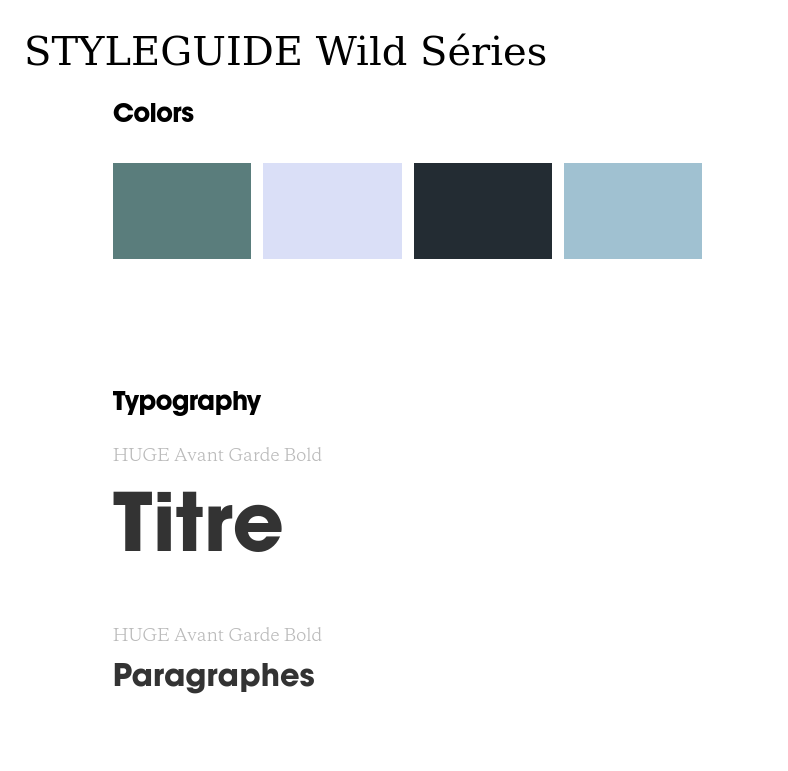 STYLEGUIDE Wild Séries
Colors
Typography
HUGE Avant Garde Bold
Titre
HUGE Avant Garde Bold
Paragraphes